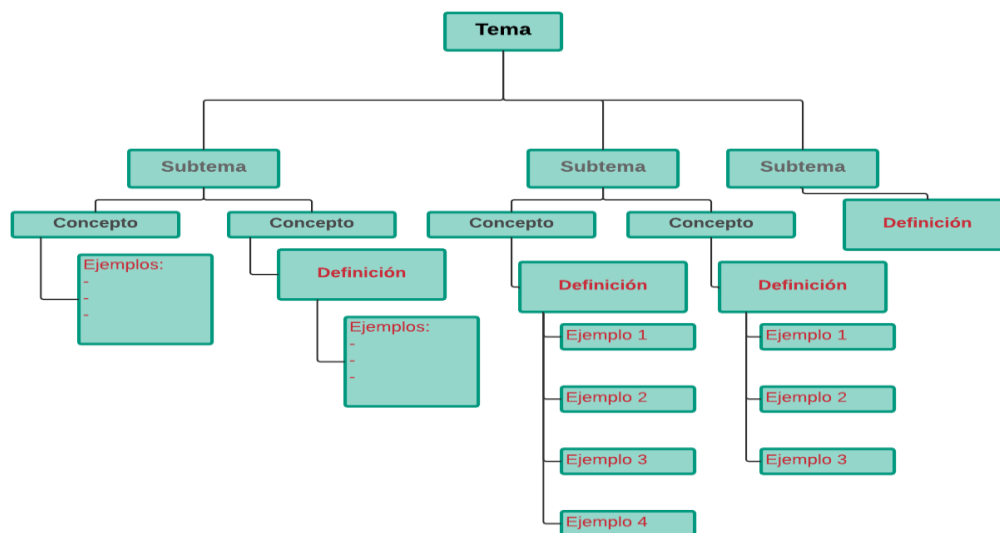 Tema
Subtema
Subtema
Subtema
Concepto
Concepto
Concepto
Concepto
Definición
Ejemplos:
-
-
-
Definición
Ejemplos:
-
-
-
Definición
Ejemplo 1
Ejemplo 2
Ejemplo 3
Ejemplo 4
Definición
Ejemplo 1
Ejemplo 2
Ejemplo 3